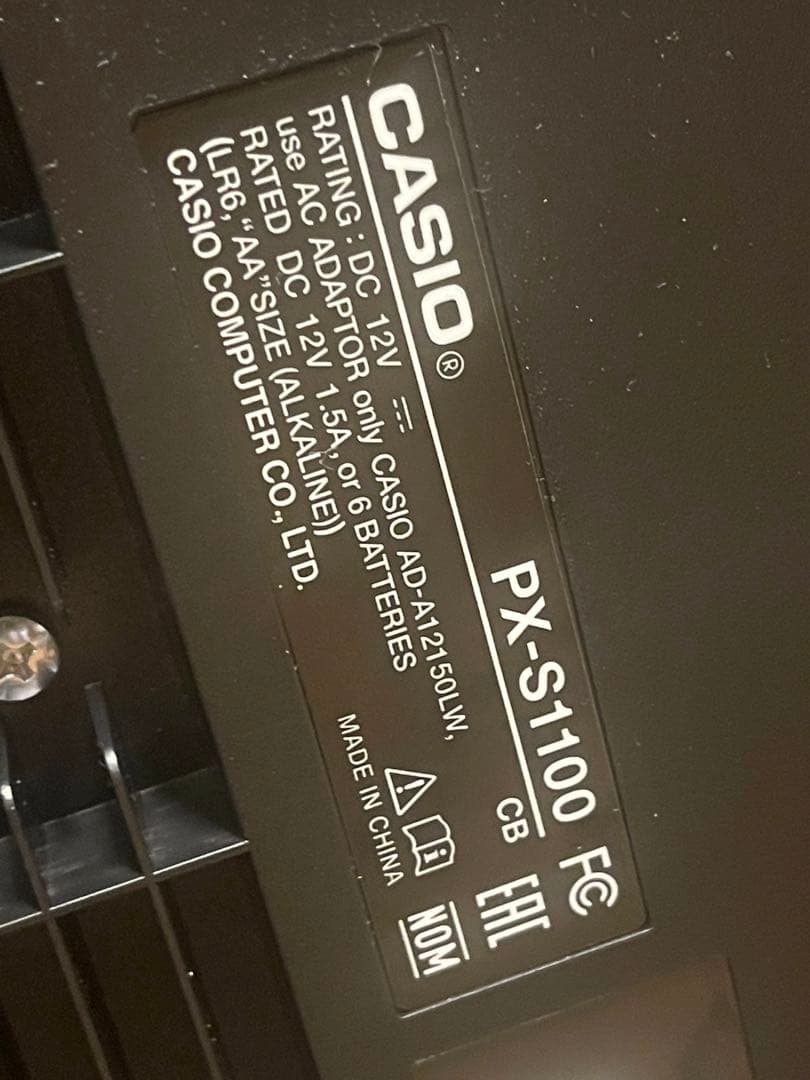 CASIO® PX-S1100
CB
RATING : DC 12V ⎓
use AC ADAPTOR only CASIO AD-A12150LW,
RATED DC 12V 1.5A, or 6 BATTERIES
(LR6, “AA”SIZE (ALKALINE))
CASIO COMPUTER CO., LTD.
MADE IN CHINA
FC
EAC
NOM